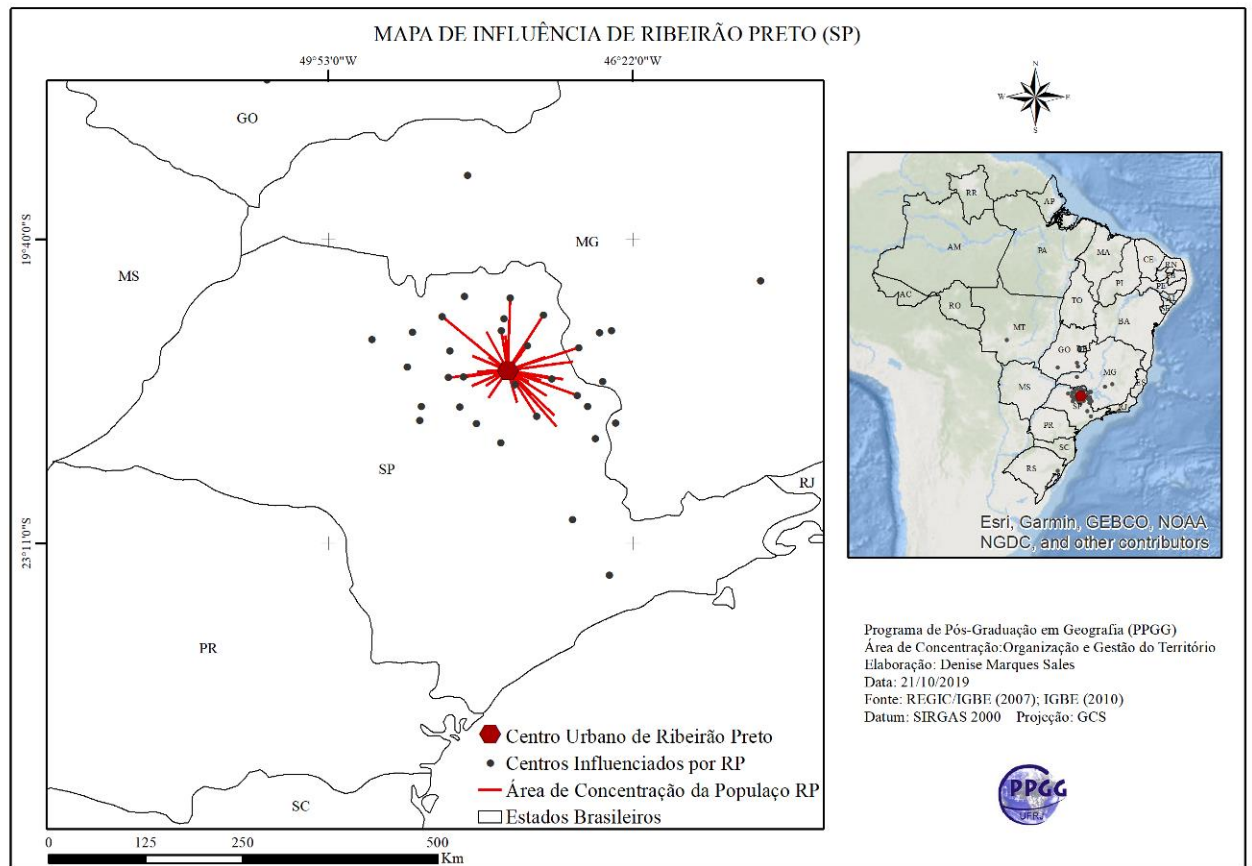 MAPA DE INFLUÊNCIA DE RIBEIRÃO PRETO (SP)
49°53'0"W
46°22'0"W
19°40'0"S
23°11'10"S
GO
MG
MS
SP
RJ
PR
SC
Centro Urbano de Ribeirão Preto
Centros Influenciados por RP
Área de Concentração da Populaço RP
Estados Brasileiros
0 125 250 500
Km
N
W E
S
RR
AP
AM
PA
MA
CE
RN
PI
PE
AC
RO
TO
BA
MT
GO
DF
MG
ES
MS
SP
RJ
PR
SC
RS
Esri, Garmin, GEBCO, NOAA
NGDC, and other contributors
Programa de Pós-Graduação em Geografia (PPGG)
Área de Concentração:Organização e Gestão do Território
Elaboração: Denise Marques Sales
Data: 21/10/2019
Fonte: REGIC/IGBE (2007); IGBE (2010)
Datum: SIRGAS 2000 Projeção: GCS
PPGG
UFRJ